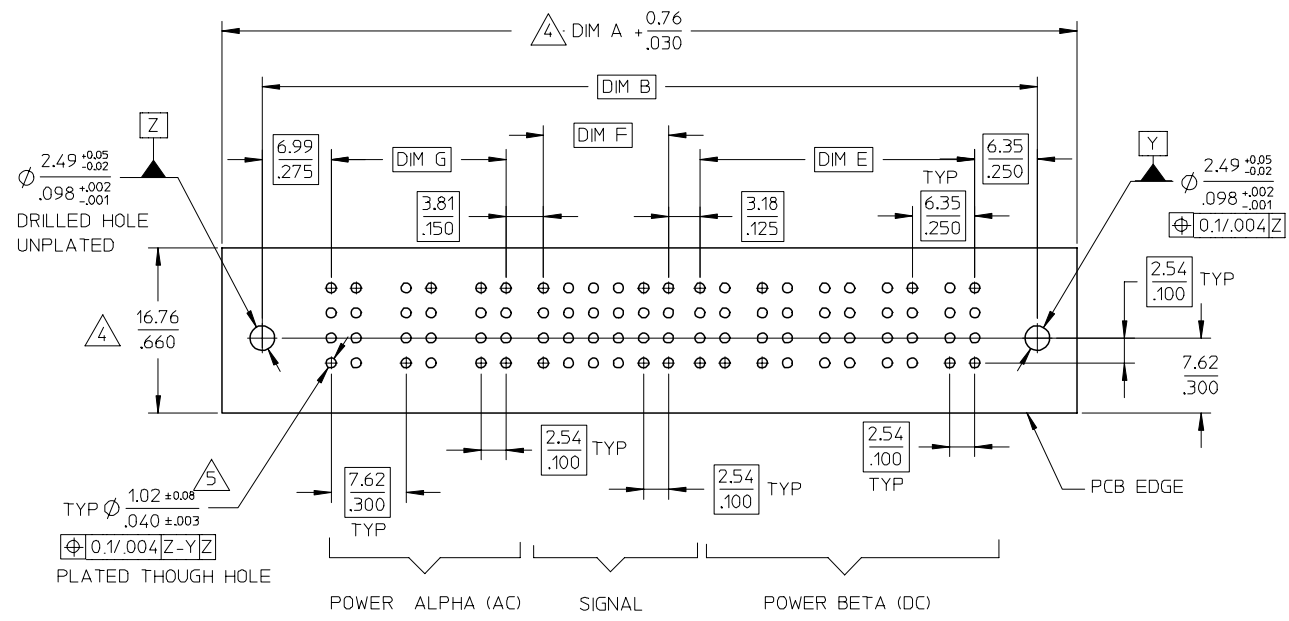 4 DIM A + 0.76
.030
DIM B
Z
6.99
.275
DIM G
DIM F
DIM E
6.35
.250
Y
Ø 2.49 +0.05
-0.02
.098 +.002
-.001
DRILLED HOLE
UNPLATED
3.81
.150
3.18
.125
TYP
6.35
.250
Ø 2.49 +0.05
-0.02
.098 +.002
-.001
⌖ 0.1/.004 Z
2.54
.100 TYP
4 16.76
.660
7.62
.300
5
TYP Ø 1.02 ±0.08
.040 ±.003
⌖ 0.1/.004 Z-Y Z
PLATED THOUGH HOLE
7.62
.300
TYP
2.54
.100 TYP
2.54
.100 TYP
2.54
.100
TYP
PCB EDGE
POWER ALPHA (AC)
SIGNAL
POWER BETA (DC)